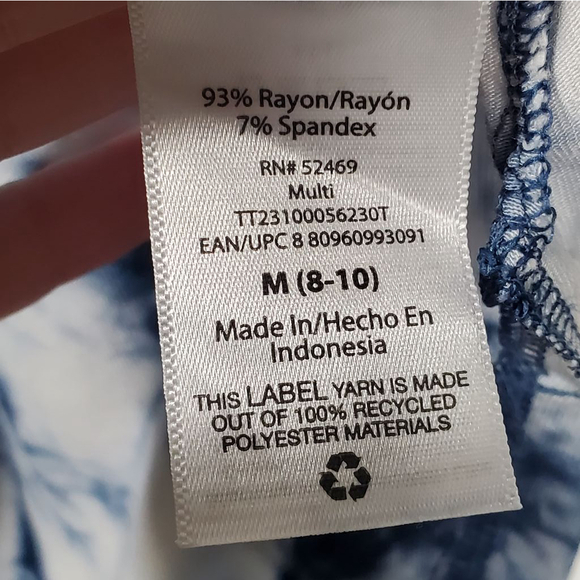 93% Rayon/Rayón
7% Spandex
RN# 52469
Multi
TT23100056230T
EAN/UPC 8 80960993091
M (8-10)
Made In/Hecho En
Indonesia
THIS LABEL YARN IS MADE
OUT OF 100% RECYCLED
POLYESTER MATERIALS